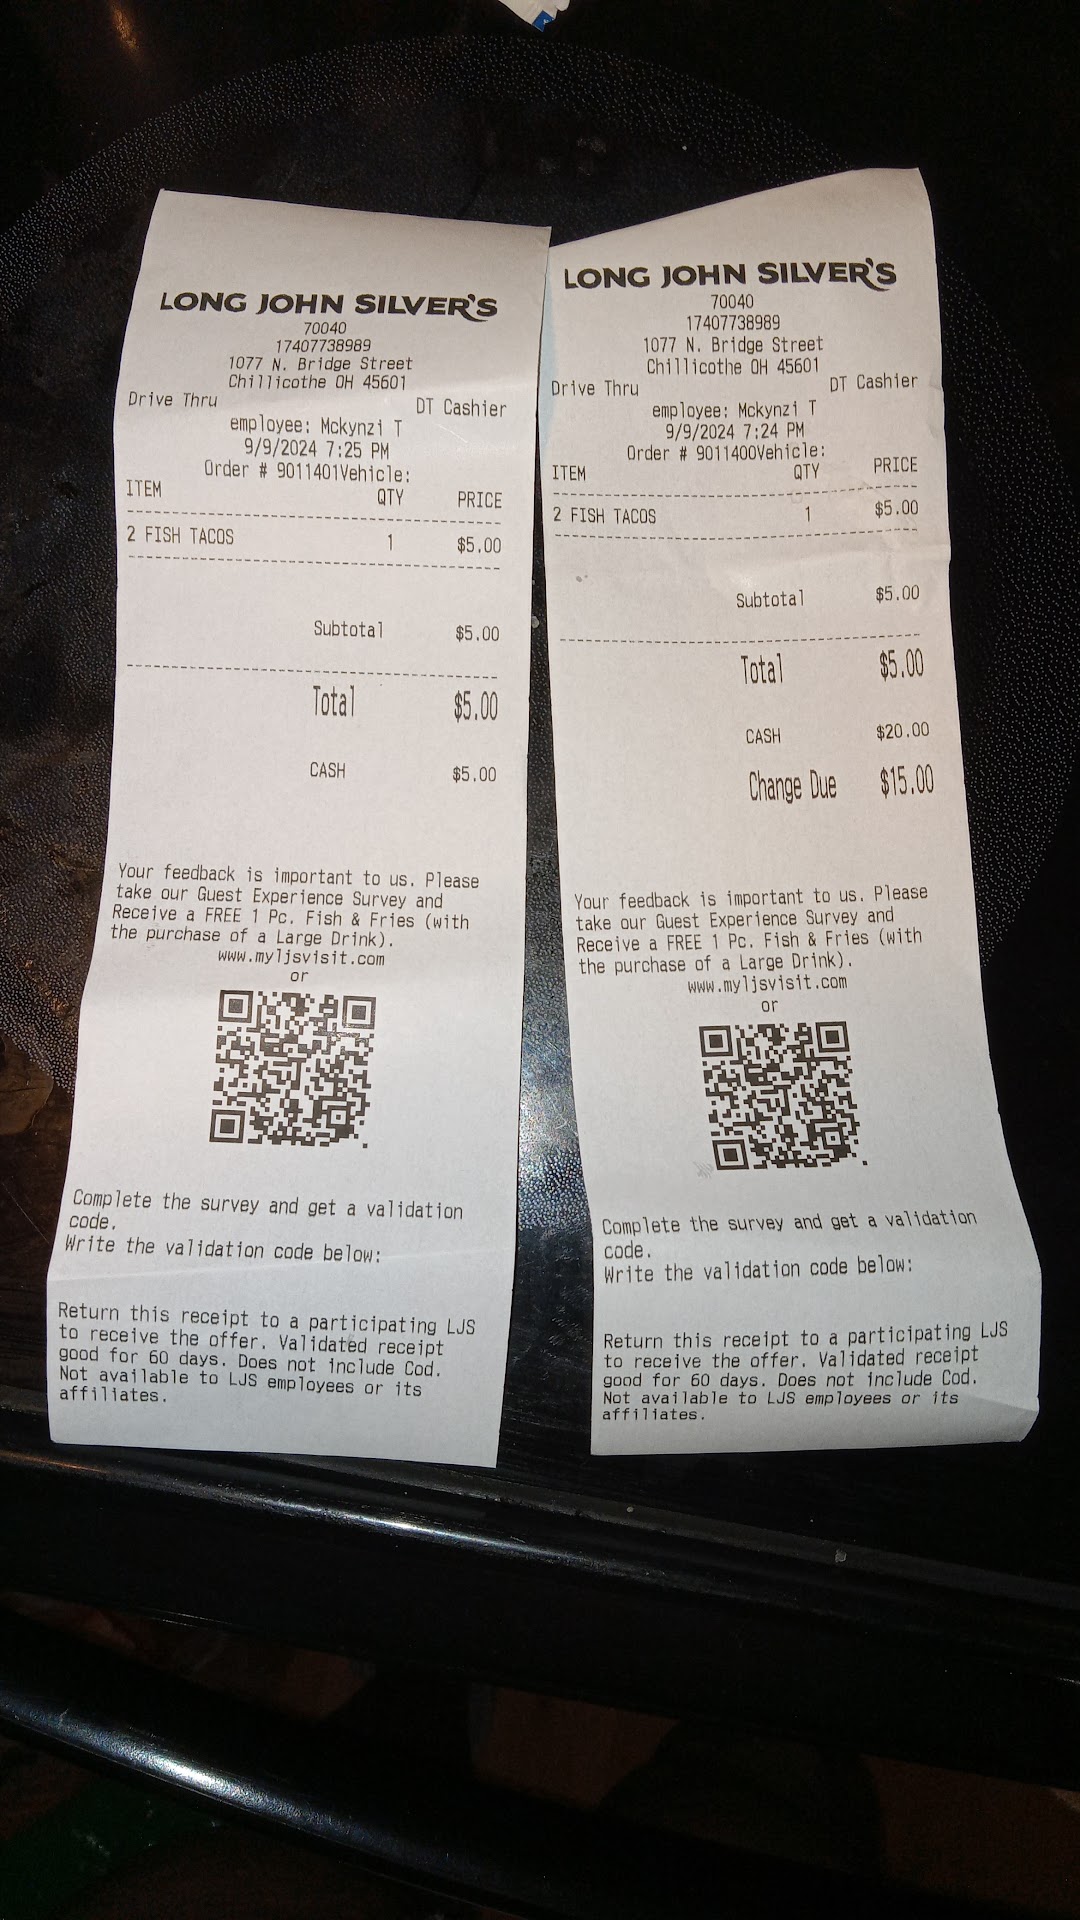 LONG JOHN SILVER'S
70040
17407738989
1077 N. Bridge Street
Chillicothe OH 45601
Drive Thru DT Cashier
employee: Mckynzi T
9/9/2024 7:25 PM
Order # 9011401Vehicle:
ITEM QTY PRICE
2 FISH TACOS 1 $5.00
Subtotal $5.00
Total $5.00
CASH $5.00
Your feedback is important to us. Please
take our Guest Experience Survey and
Receive a FREE 1 Pc. Fish & Fries (with
the purchase of a Large Drink).
www.myljsvisit.com
or
Complete the survey and get a validation
code.
Write the validation code below:
Return this receipt to a participating LJS
to receive the offer. Validated receipt
good for 60 days. Does not include Cod.
Not available to LJS employees or its
affiliates.
LONG JOHN SILVER'S
70040
17407738989
1077 N. Bridge Street
Chillicothe OH 45601
Drive Thru DT Cashier
employee: Mckynzi T
9/9/2024 7:24 PM
Order # 9011400Vehicle:
ITEM QTY PRICE
2 FISH TACOS 1 $5.00
Subtotal $5.00
Total $5.00
CASH $20.00
Change Due $15.00
Your feedback is important to us. Please
take our Guest Experience Survey and
Receive a FREE 1 Pc. Fish & Fries (with
the purchase of a Large Drink).
www.myljsvisit.com
or
Complete the survey and get a validation
code.
Write the validation code below:
Return this receipt to a participating LJS
to receive the offer. Validated receipt
good for 60 days. Does not include Cod.
Not available to LJS employees or its
affiliates.